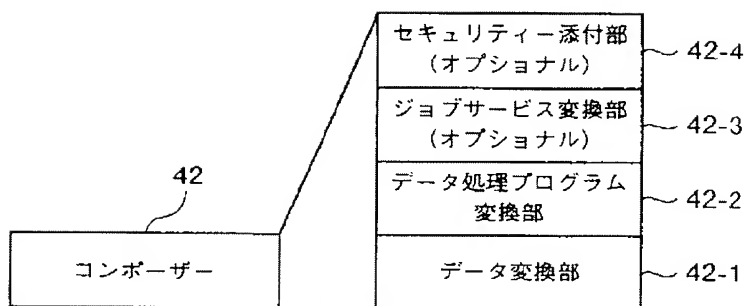 セキュリティー添付部
(オプショナル)
42-4
ジョブサービス変換部
(オプショナル)
42-3
データ処理プログラム
変換部
42-2
42
コンポーザー
データ変換部
42-1